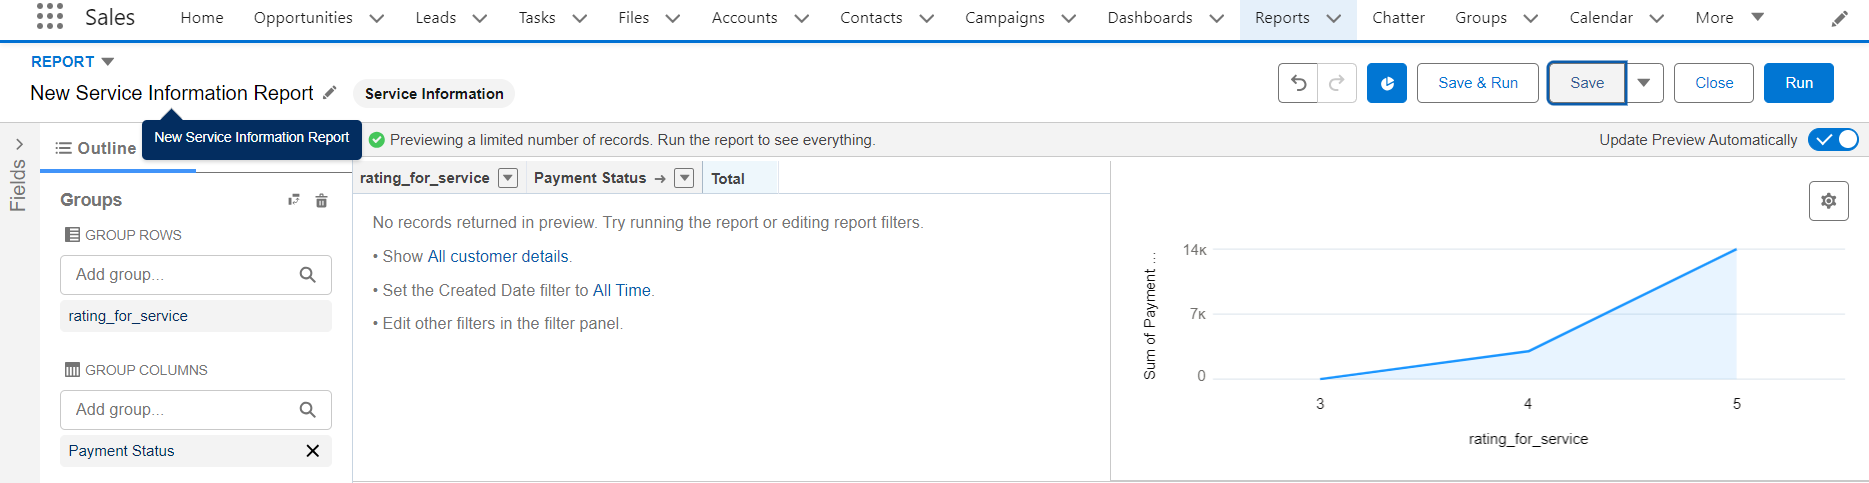 Sales Home Opportunities Leads Tasks Files Accounts Contacts Campaigns Dashboards Reports Chatter Groups Calendar More
REPORT
New Service Information Report Service Information
Save & Run Save Close Run
New Service Information Report
Fields
Outline
Previewing a limited number of records. Run the report to see everything.
Update Preview Automatically
Groups
GROUP ROWS
Add group...
rating_for_service
GROUP COLUMNS
Add group...
Payment Status
rating_for_service Payment Status → Total
No records returned in preview. Try running the report or editing report filters.
• Show All customer details.
• Set the Created Date filter to All Time.
• Edit other filters in the filter panel.
Sum of Payment ...
14K
7K
0
3 4 5
rating_for_service